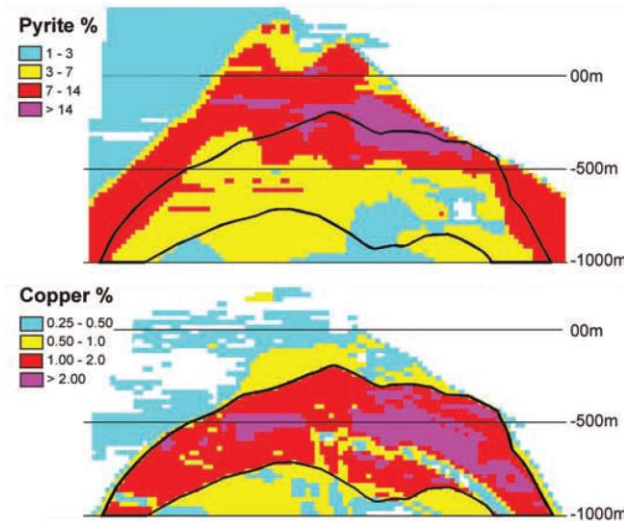 Pyrite %
1 - 3
3 - 7
7 - 14
> 14
00m
-500m
-1000m
Copper %
0.25 - 0.50
0.50 - 1.0
1.00 - 2.0
> 2.00
00m
-500m
-1000m